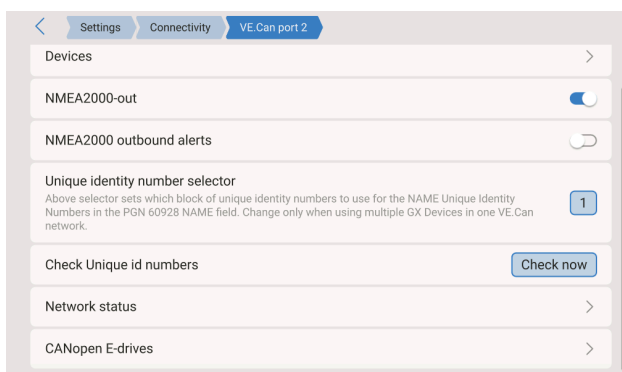 Settings
Connectivity
VE.Can port 2
Devices
NMEA2000-out
NMEA2000 outbound alerts
Unique identity number selector
Above selector sets which block of unique identity numbers to use for the NAME Unique Identity
Numbers in the PGN 60928 NAME field. Change only when using multiple GX Devices in one VE.Can
network.
1
Check Unique id numbers
Check now
Network status
CANopen E-drives